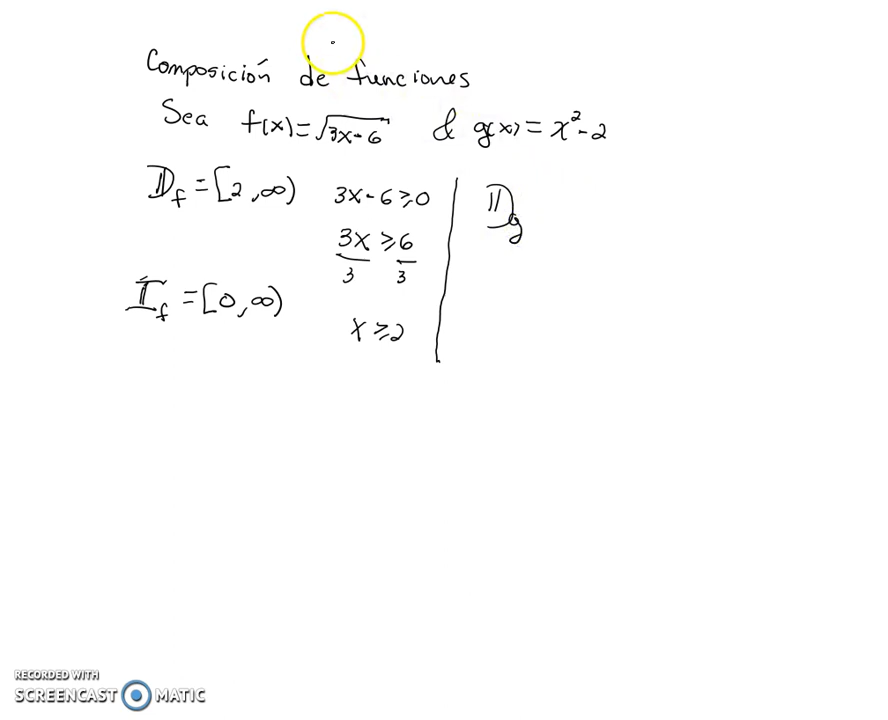 Composición de funciones
Sea f(x)=√3x-6 & g(x)=x²-2
D_f = [2,∞)
3x-6≥0
3x≥6
3 3
x≥2
I_f = [0,∞)
D_g
RECORDED WITH
SCREENCAST MATIC